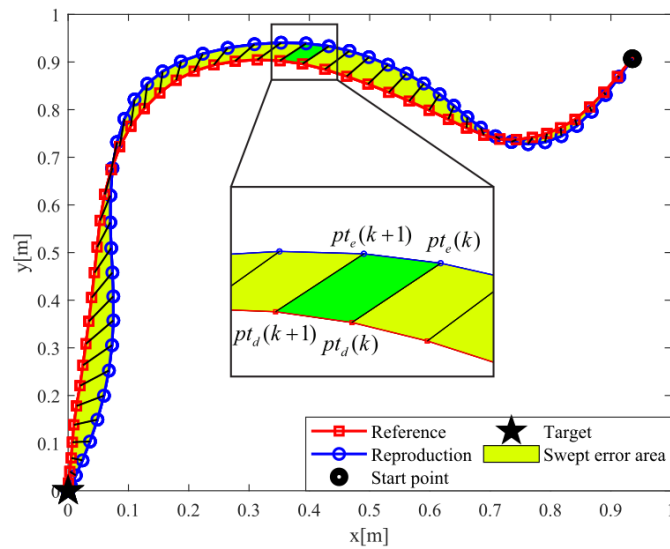 1
0.9
0.8
0.7
0.6
0.5
0.4
0.3
0.2
0.1
0
y[m]
pt_e(k+1)
pt_e(k)
pt_d(k+1)
pt_d(k)
Reference
Target
Reproduction
Swept error area
Start point
0 0.1 0.2 0.3 0.4 0.5 0.6 0.7 0.8 0.9 1
x[m]